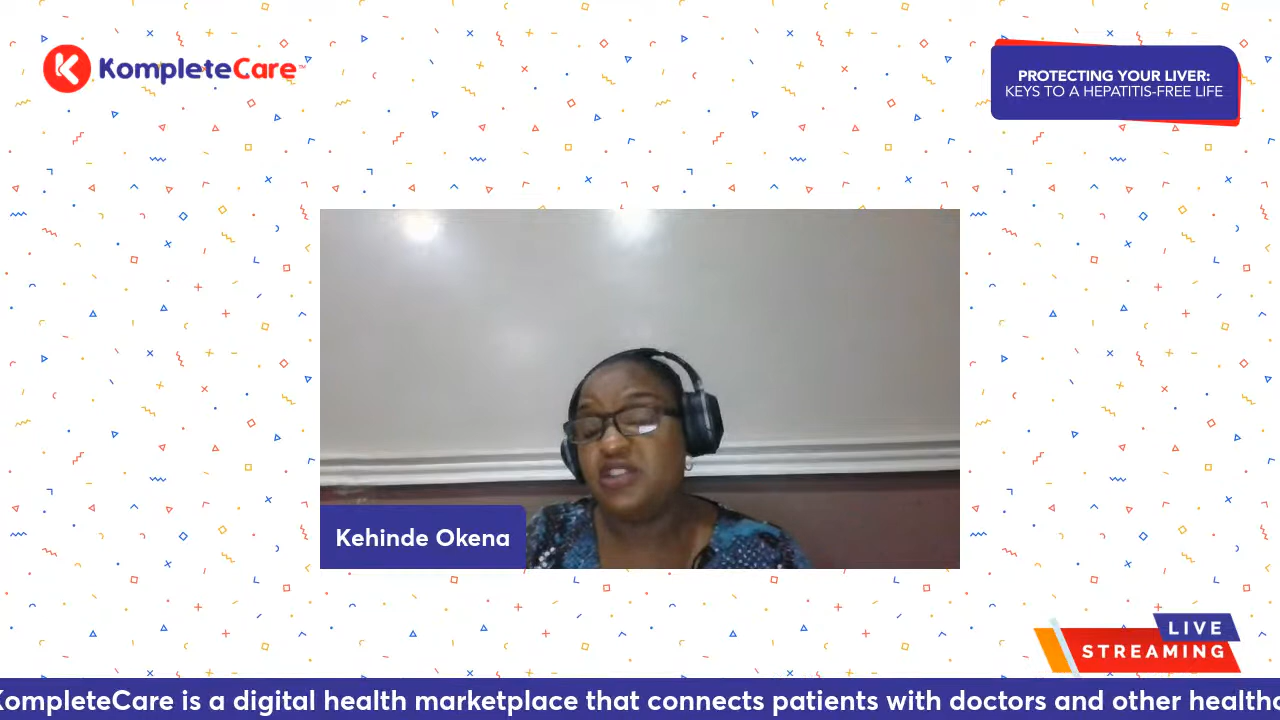 KompleteCare™
PROTECTING YOUR LIVER:
KEYS TO A HEPATITIS-FREE LIFE
Kehinde Okena
LIVE
STREAMING
KompleteCare is a digital health marketplace that connects patients with doctors and other healthc